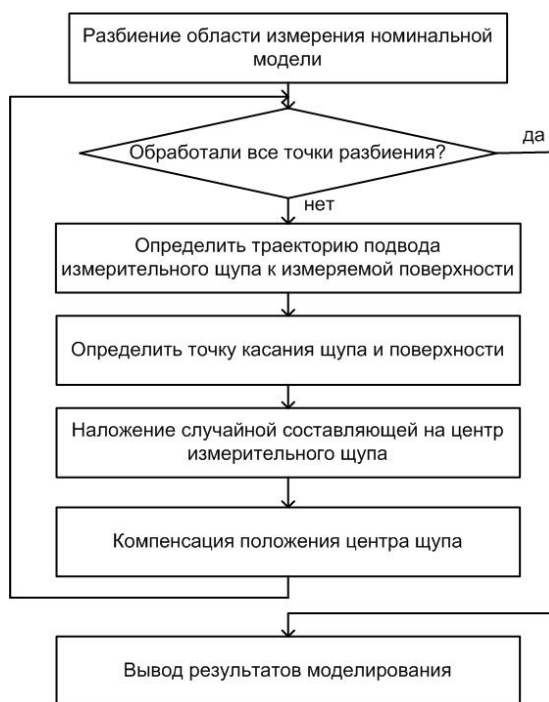 Разбиение области измерения номинальной
модели
Обработали все точки разбиения?
да
нет
Определить траекторию подвода
измерительного щупа к измеряемой поверхности
Определить точку касания щупа и поверхности
Наложение случайной составляющей на центр
измерительного щупа
Компенсация положения центра щупа
Вывод результатов моделирования